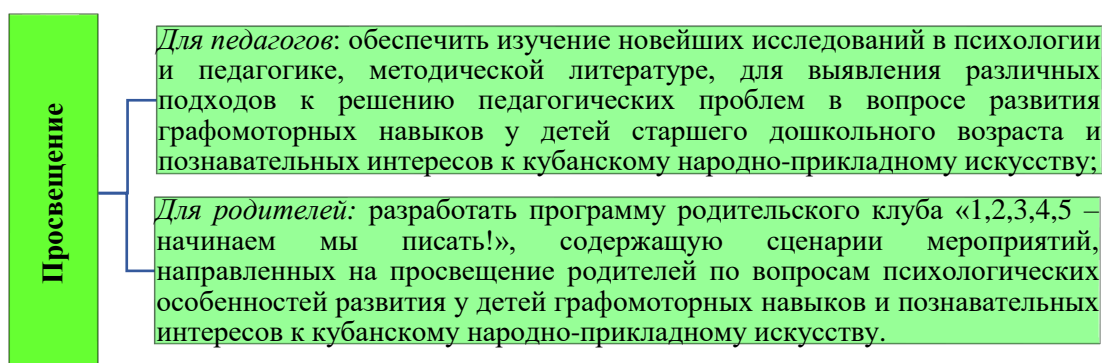 Просвещение
Для педагогов: обеспечить изучение новейших исследований в психологии
и педагогике, методической литературе, для выявления различных
подходов к решению педагогических проблем в вопросе развития
графомоторных навыков у детей старшего дошкольного возраста и
познавательных интересов к кубанскому народно-прикладному искусству;
Для родителей: разработать программу родительского клуба «1,2,3,4,5 –
начинаем мы писать!», содержащую сценарии мероприятий,
направленных на просвещение родителей по вопросам психологических
особенностей развития у детей графомоторных навыков и познавательных
интересов к кубанскому народно-прикладному искусству.